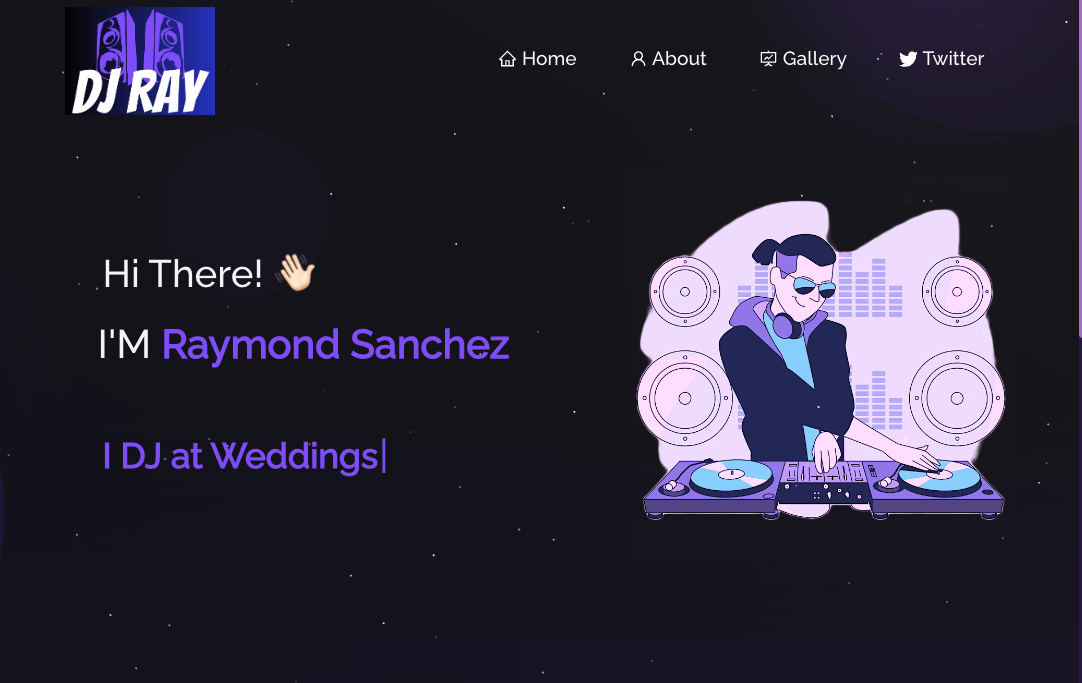 DJ RAY
Home About Gallery Twitter
Hi There! 👋🏻
I'M Raymond Sanchez
I DJ at Weddings|